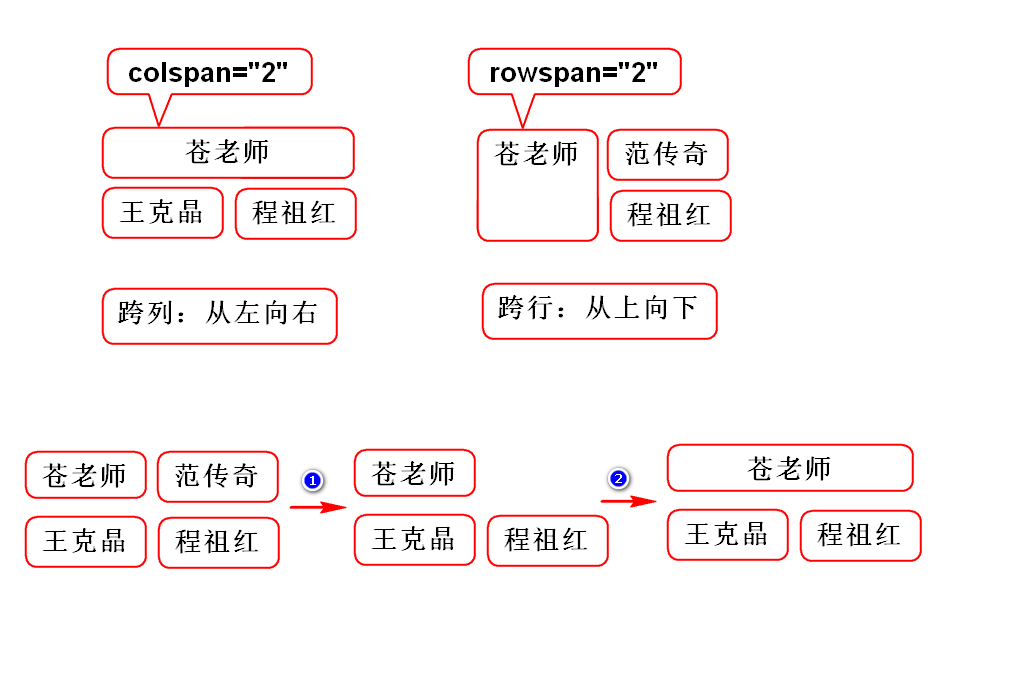 colspan="2"
rowspan="2"
苍老师
苍老师
范传奇
王克晶
程祖红
程祖红
跨列：从左向右
跨行：从上向下
苍老师
范传奇
1
苍老师
2
苍老师
王克晶
程祖红
王克晶
程祖红
王克晶
程祖红